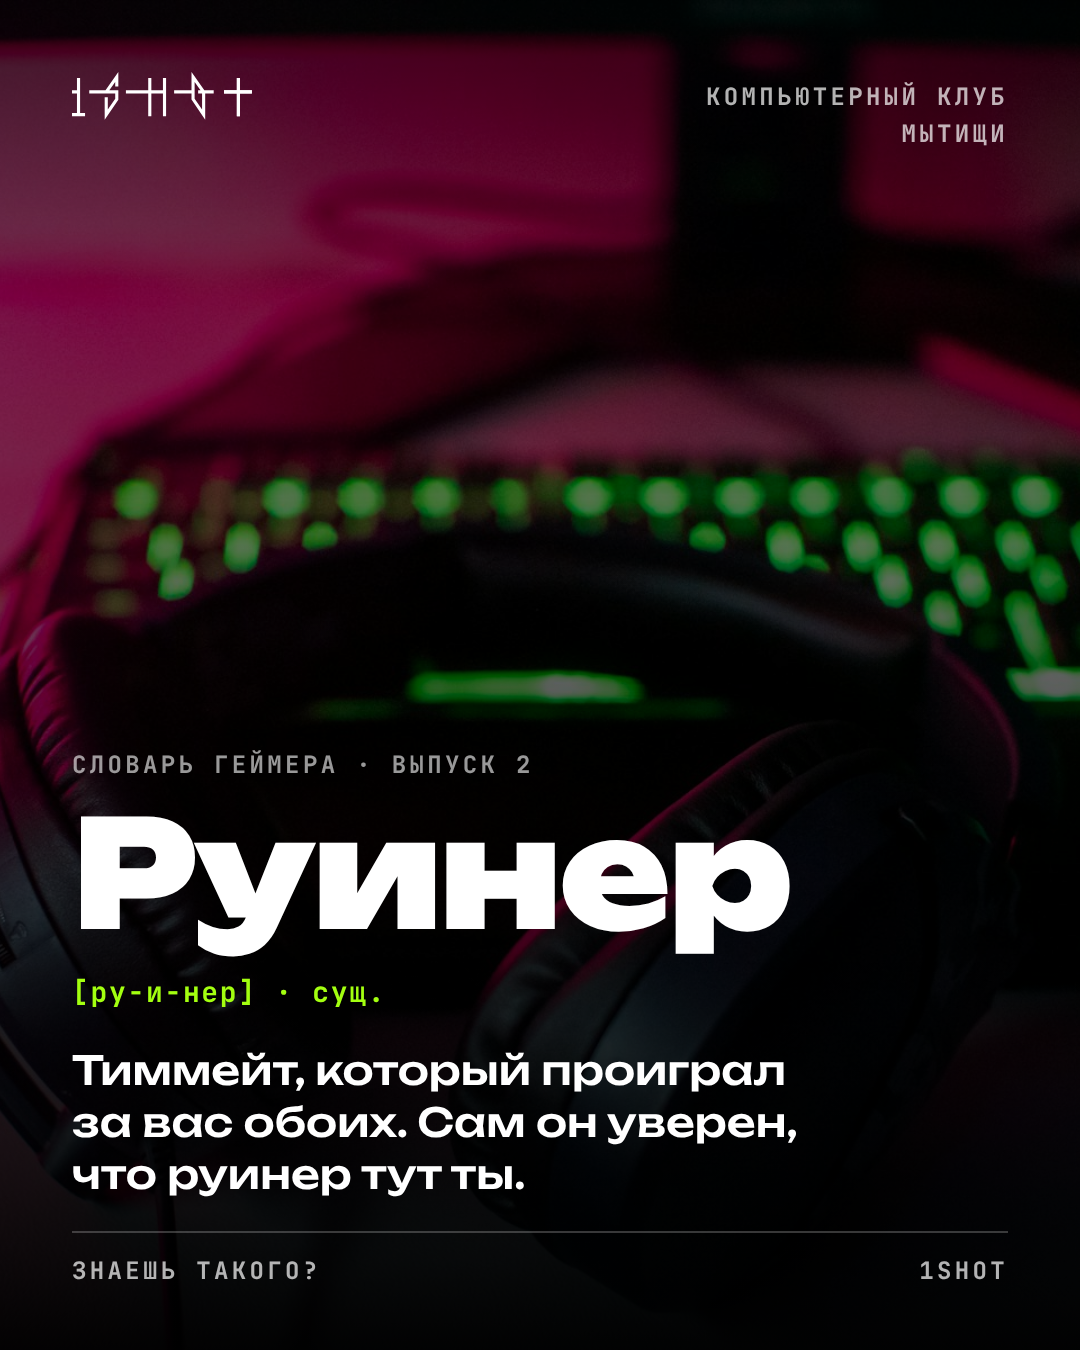 1SHOT
КОМПЬЮТЕРНЫЙ КЛУБ
МЫТИЩИ
СЛОВАРЬ ГЕЙМЕРА · ВЫПУСК 2
Руинер
[ру-и-нер] · сущ.
Тиммейт, который проиграл
за вас обоих. Сам он уверен,
что руинер тут ты.
ЗНАЕШЬ ТАКОГО?
1SHOT